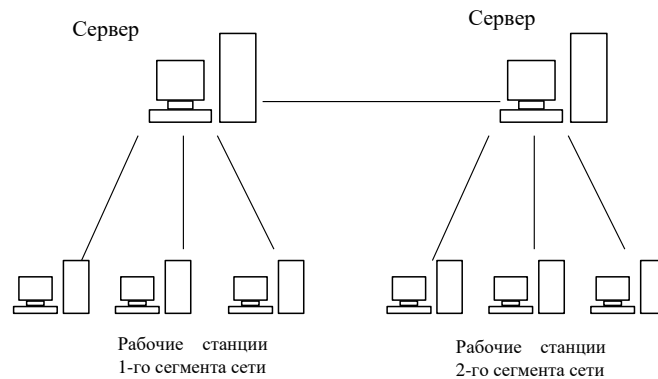 Сервер
Сервер
Рабочие станции
1-го сегмента сети
Рабочие станции
2-го сегмента сети